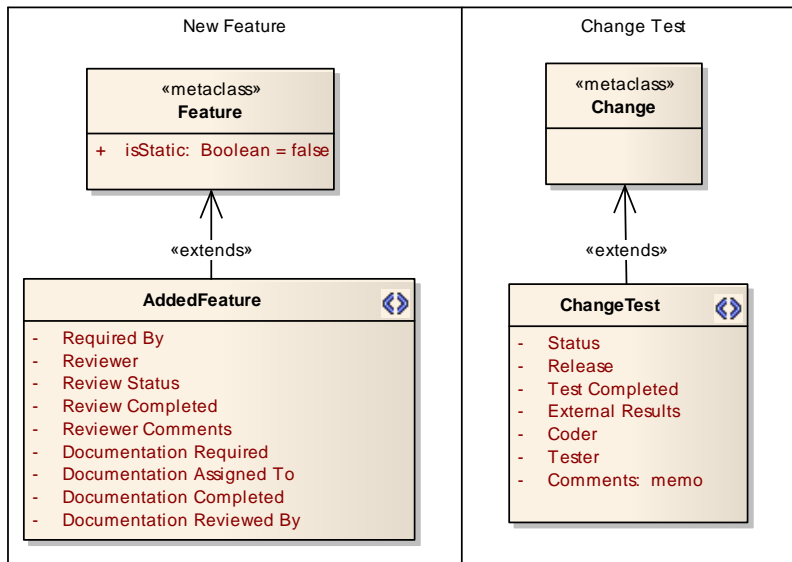 New Feature
«metaclass»
Feature
+ isStatic: Boolean = false
«extends»
AddedFeature
- Required By
- Reviewer
- Review Status
- Review Completed
- Reviewer Comments
- Documentation Required
- Documentation Assigned To
- Documentation Completed
- Documentation Reviewed By
Change Test
«metaclass»
Change
«extends»
ChangeTest
- Status
- Release
- Test Completed
- External Results
- Coder
- Tester
- Comments: memo